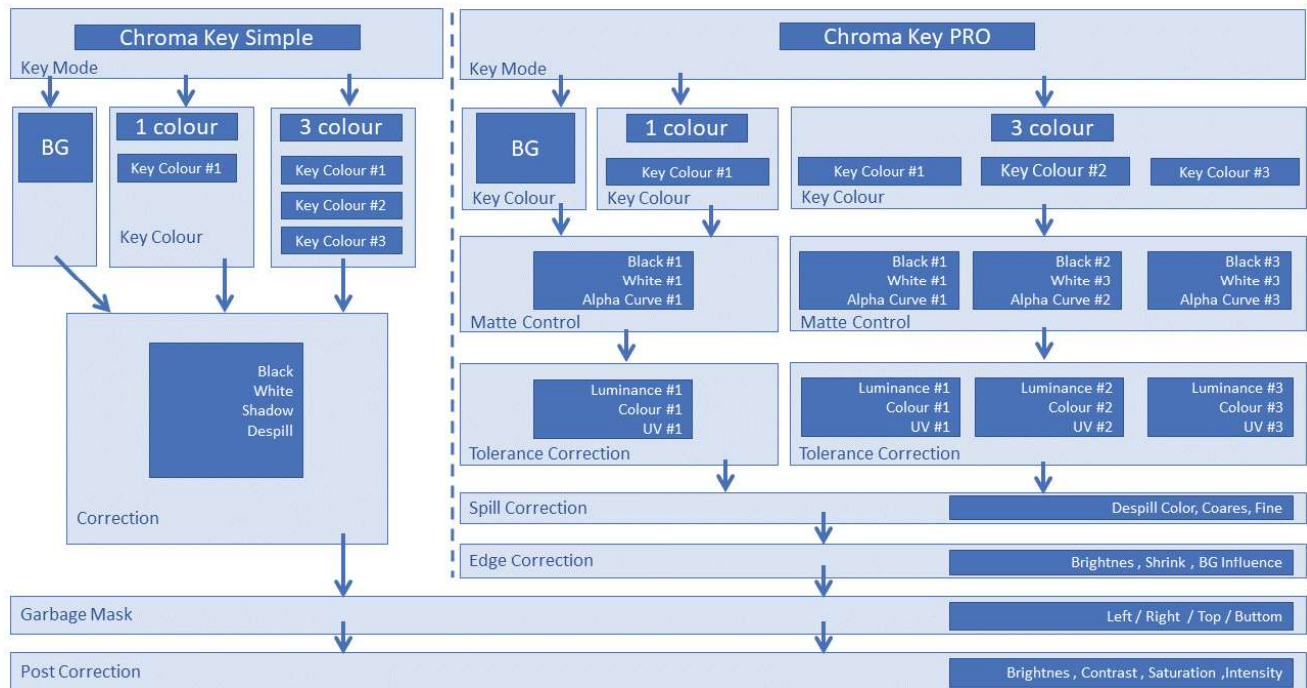 Chroma Key Simple
Key Mode
BG
1 colour
Key Colour #1
Key Colour
3 colour
Key Colour #1
Key Colour #2
Key Colour #3
Black
White
Shadow
Despill
Correction
Chroma Key PRO
Key Mode
BG
Key Colour
1 colour
Key Colour #1
Key Colour
3 colour
Key Colour #1
Key Colour #2
Key Colour #3
Key Colour
Black #1
White #1
Alpha Curve #1
Matte Control
Black #1
White #1
Alpha Curve #1
Black #2
White #3
Alpha Curve #2
Black #3
White #3
Alpha Curve #3
Matte Control
Luminance #1
Colour #1
UV #1
Tolerance Correction
Luminance #1
Colour #1
UV #1
Luminance #2
Colour #2
UV #2
Luminance #3
Colour #3
UV #3
Tolerance Correction
Spill Correction
Despill Color, Coares, Fine
Edge Correction
Brightnes , Shrink , BG Influence
Garbage Mask
Left / Right / Top / Buttom
Post Correction
Brightnes , Contrast , Saturation ,Intensity